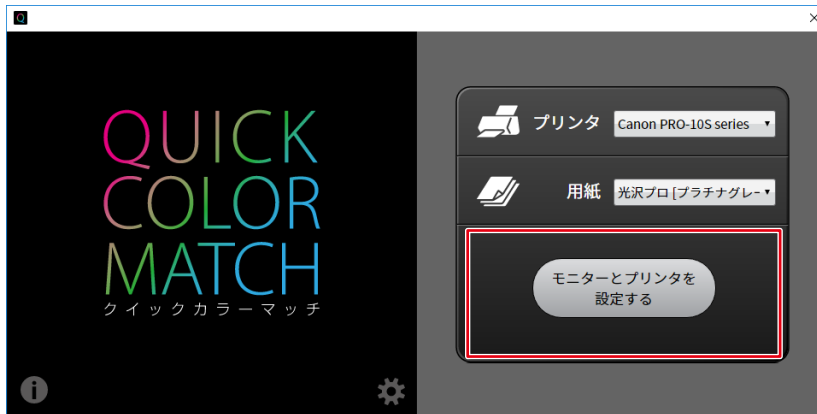 QUICK
COLOR
MATCH
クイックカラーマッチ
プリンタ Canon PRO-10S series
用紙 光沢プロ [プラチナグレー
モニターとプリンタを
設定する